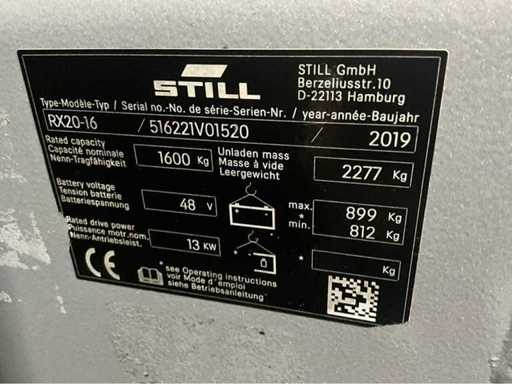 STILL
STILL GmbH
Berzeliusstr.10
D-22113 Hamburg
Type-Modèle-Typ / Serial no.-No. de série-Serien-Nr. / year-année-Baujahr
RX20-16 / 516221V01520 / 2019
Rated capacity
Capacité nominale
Nenn-Tragfähigkeit
1600 Kg
Unladen mass
Masse à vide
Leergewicht
2277 Kg
Battery voltage
Tension batterie
Batteriespannung
48 V
max. 899 Kg
*
min. 812 Kg
Rated drive power
Puissance motr.nom.
Nenn-Antriebsleist.
13 KW
* Kg
CE
*see Operating instructions
voir Mode d'emploi
siehe Betriebsanleitung